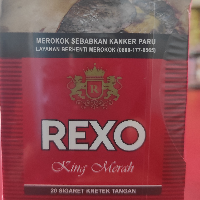 MEROKOK SEBABKAN KANKER PARU
LAYANAN BERHENTI MEROKOK (0800-177-6565)
R
REXO
King Merah
20 SIGARET KRETEK TANGAN